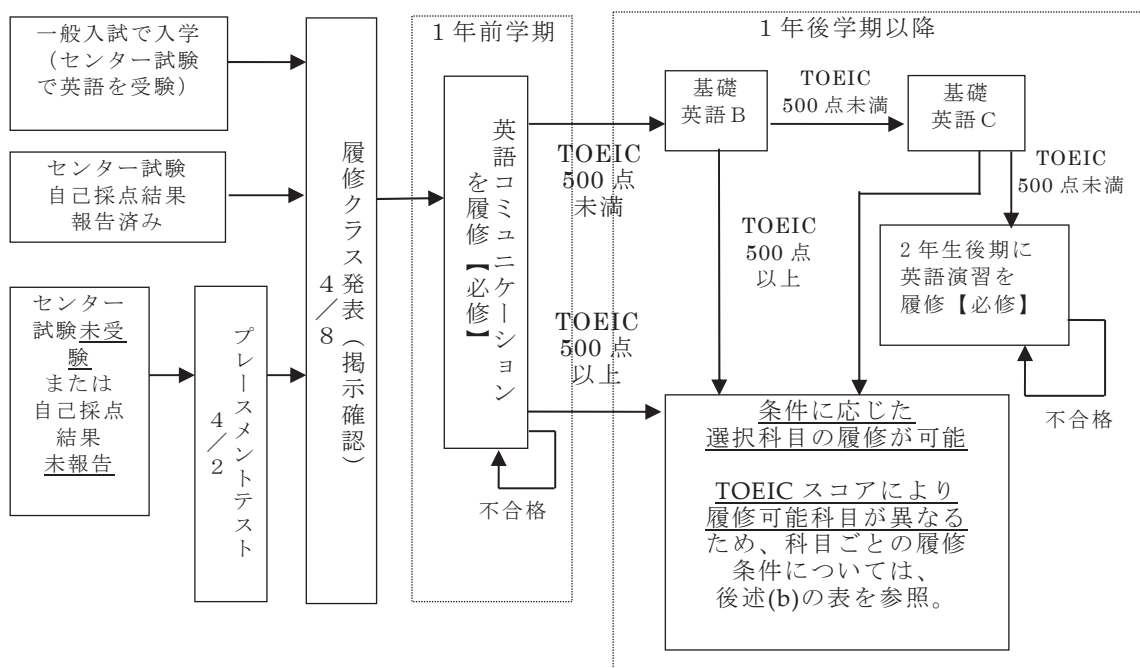 一般入試で入学
(センター試験
で英語を受験)
センター試験
自己採点結果
報告済み
センター
試験未受
験
または
自己採点
結果
未報告
プレースメントテスト
4/2
履修クラス発表(掲示確認)
4/8
1年前学期
英語コミュニケーション
を履修【必修】
不合格
TOEIC
500点
未満
TOEIC
500点
以上
1年後学期以降
基礎
英語B
TOEIC
500点未満
基礎
英語C
TOEIC
500点未満
TOEIC
500点
以上
2年生後期に
英語演習を
履修【必修】
不合格
条件に応じた
選択科目の履修が可能
TOEICスコアにより
履修可能科目が異なる
ため、科目ごとの履修
条件については、
後述(b)の表を参照。